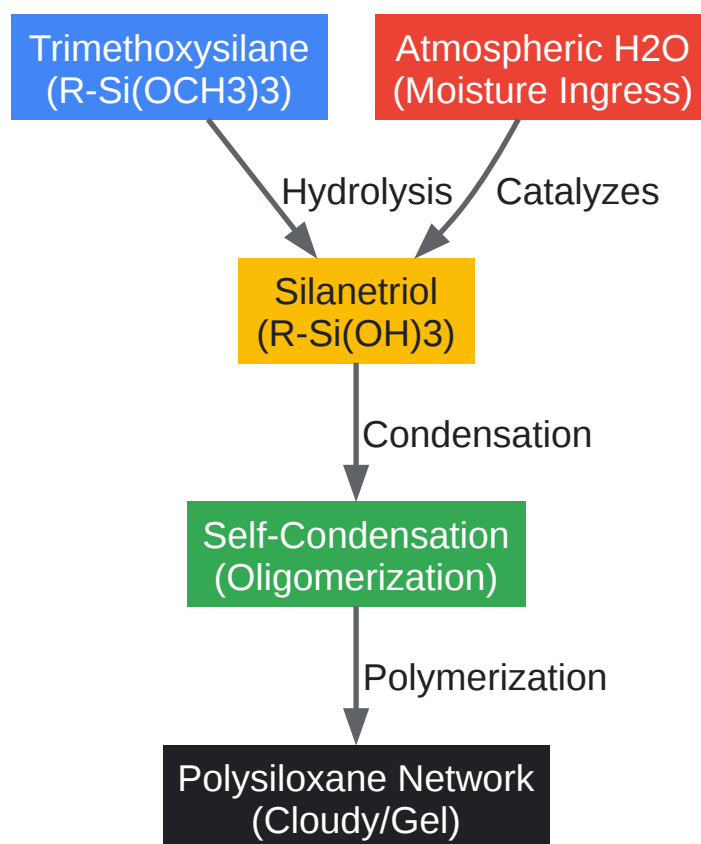 Trimethoxysilane
(R-Si(OCH3)3)
Atmospheric H2O
(Moisture Ingress)
Hydrolysis
Catalyzes
Silanetriol
(R-Si(OH)3)
Condensation
Self-Condensation
(Oligomerization)
Polymerization
Polysiloxane Network
(Cloudy/Gel)